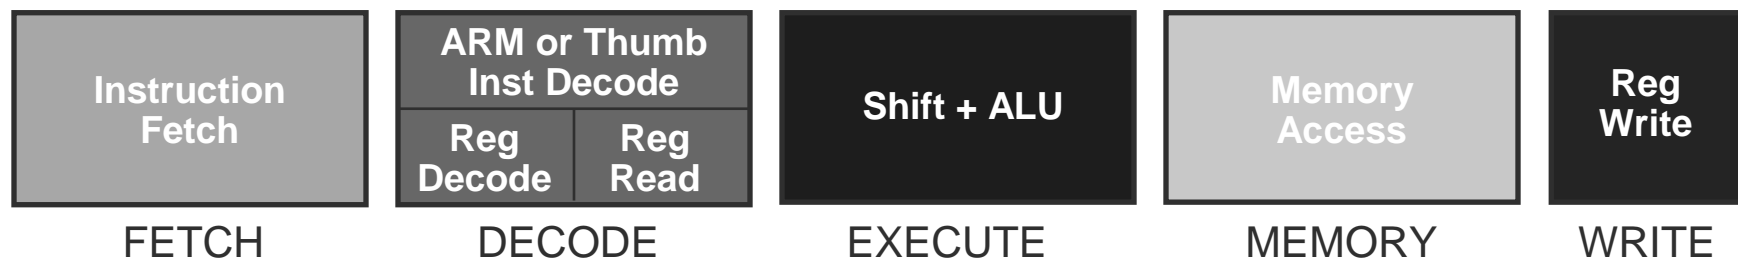 Instruction
Fetch
ARM or Thumb
Inst Decode
Reg
Decode
Reg
Read
Shift + ALU
Memory
Access
Reg
Write
FETCH
DECODE
EXECUTE
MEMORY
WRITE